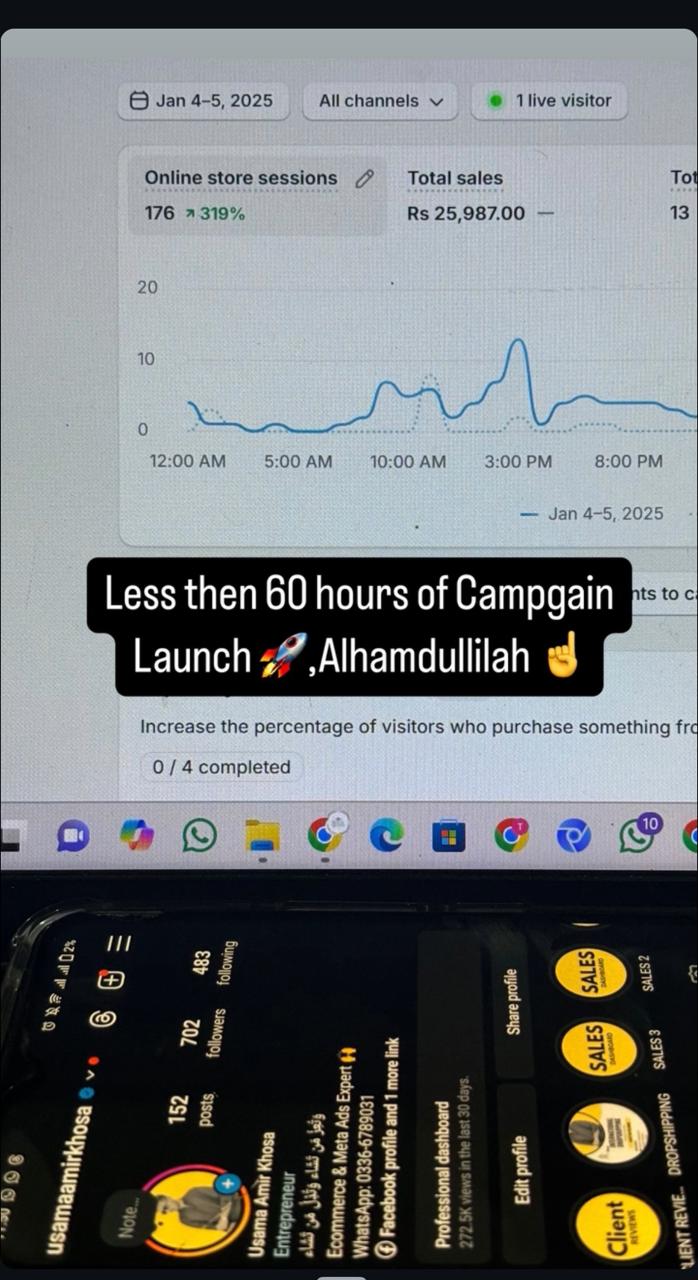 Jan 4–5, 2025
All channels
1 live visitor
Online store sessions
Total sales
Tot
176 ↗ 319%
Rs 25,987.00 —
13
20
10
0
12:00 AM 5:00 AM 10:00 AM 3:00 PM 8:00 PM
Jan 4–5, 2025
Less then 60 hours of Campgain
Launch 🚀,Alhamdullilah ☝️
nts to ca
Increase the percentage of visitors who purchase something fro
0 / 4 completed
10
2%
usamaamirkhosa
Note...
152
posts
702
followers
483
following
Usama Amir Khosa
Entrepreneur
وَتُعِزُّ مَن تَشَاءُ وَتُذِلُّ مَن تَشَاءُ
Ecommerce & Meta Ads Expert
WhatsApp: 0336-6789031
Facebook profile and 1 more link
Professional dashboard
272.5K views in the last 30 days.
Edit profile
Share profile
Client
REVIEWS
SALES
DASHBOARD
SALES
DASHBOARD
LIENT REVIE...
DROPSHIPPING
SALES 3
SALES 2